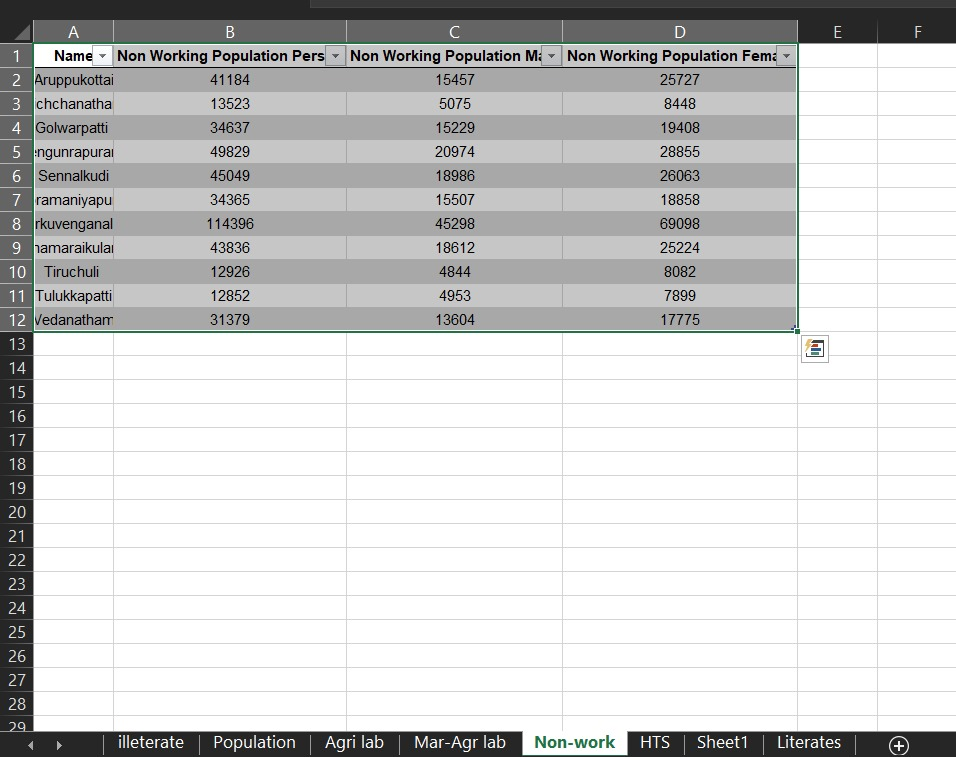 A B C D E F
1 Name Non Working Population Pers Non Working Population Ma Non Working Population Fema
2 Aruppukottai 41184 15457 25727
3 chchanatha 13523 5075 8448
4 Golwarpatti 34637 15229 19408
5 engunrapura 49829 20974 28855
6 Sennalkudi 45049 18986 26063
7 ramaniyapu 34365 15507 18858
8 rkuvenganal 114396 45298 69098
9 hamaraikula 43836 18612 25224
10 Tiruchuli 12926 4844 8082
11 Tulukkapatti 12852 4953 7899
12 Vedanatham 31379 13604 17775
13
14
15
16
17
18
19
20
21
22
23
24
25
26
27
28
29
illeterate Population Agri lab Mar-Agr lab Non-work HTS Sheet1 Literates